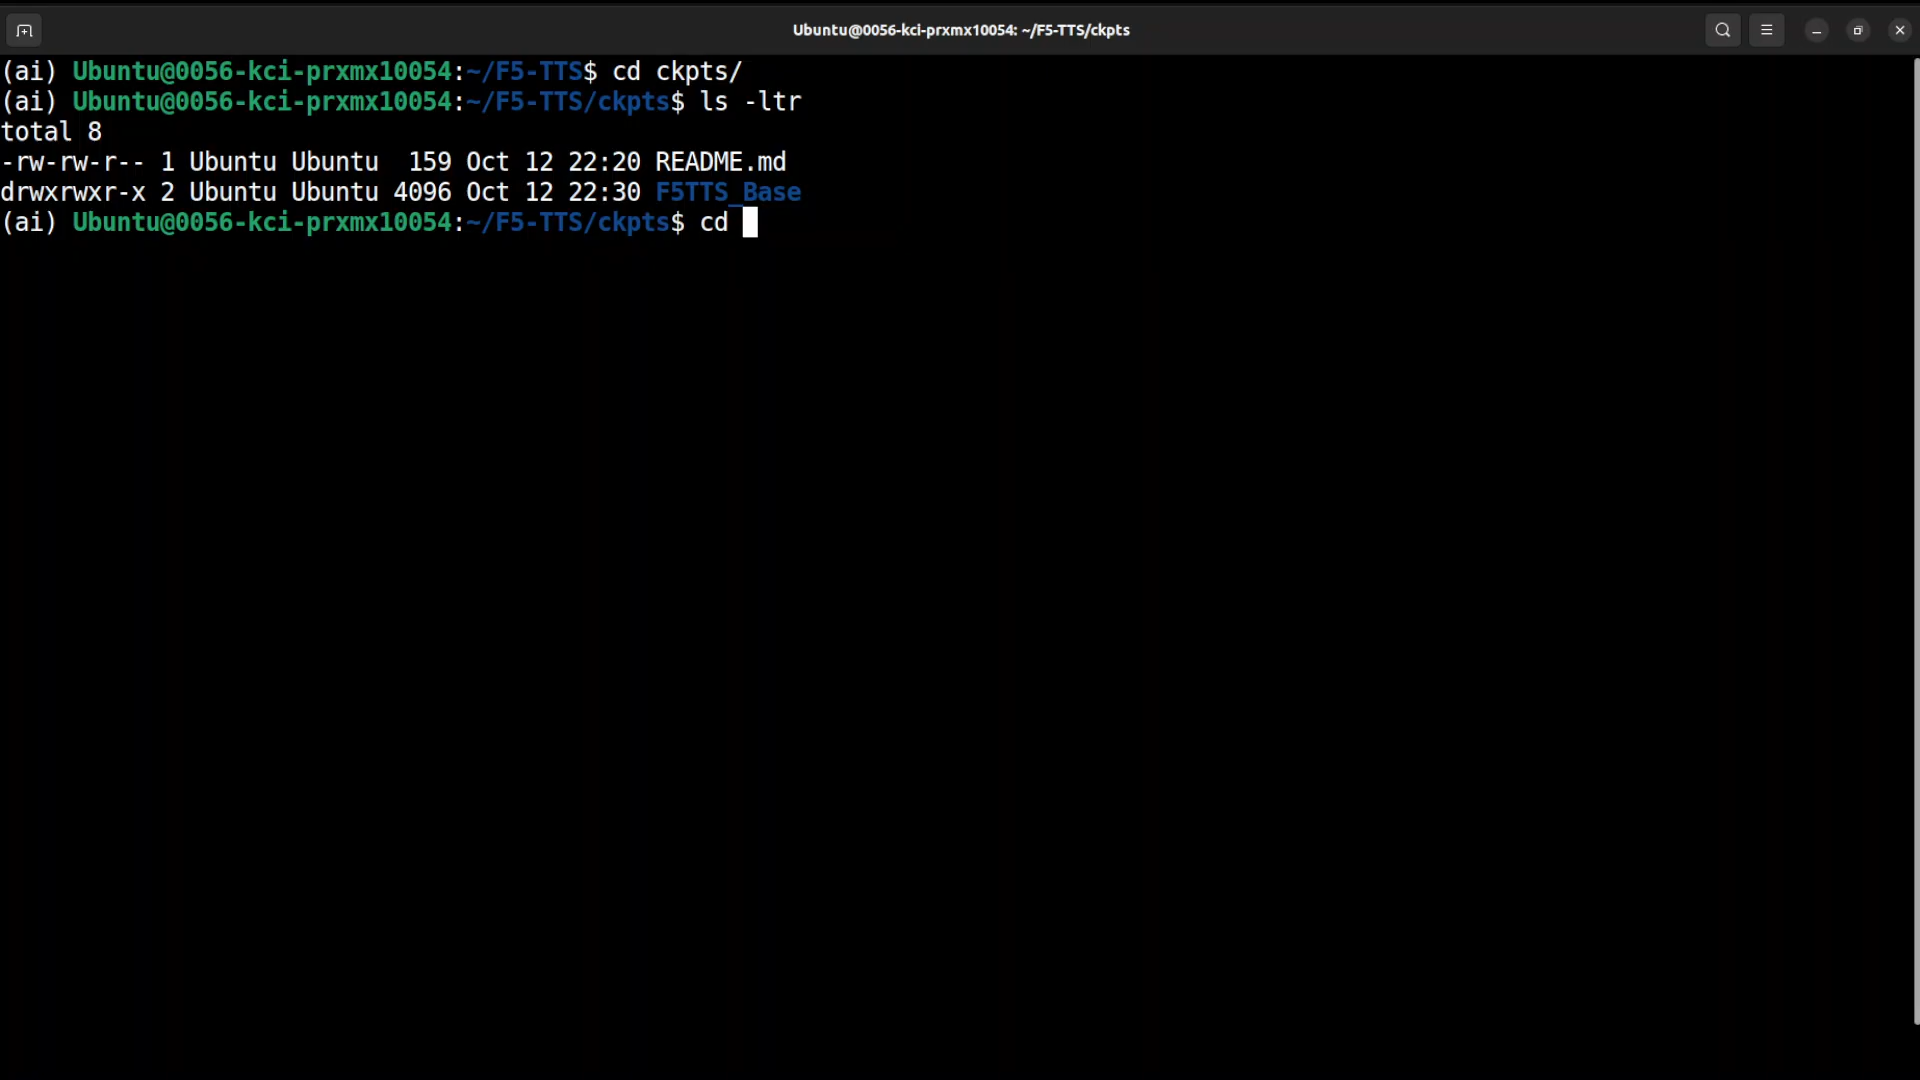 Ubuntu@0056-kci-prxmx10054: ~/F5-TTS/ckpts
(ai) Ubuntu@0056-kci-prxmx10054:~/F5-TTS$ cd ckpts/
(ai) Ubuntu@0056-kci-prxmx10054:~/F5-TTS/ckpts$ ls -ltr
total 8
-rw-rw-r-- 1 Ubuntu Ubuntu  159 Oct 12 22:20 README.md
drwxrwxr-x 2 Ubuntu Ubuntu 4096 Oct 12 22:30 F5TTS_Base
(ai) Ubuntu@0056-kci-prxmx10054:~/F5-TTS/ckpts$ cd